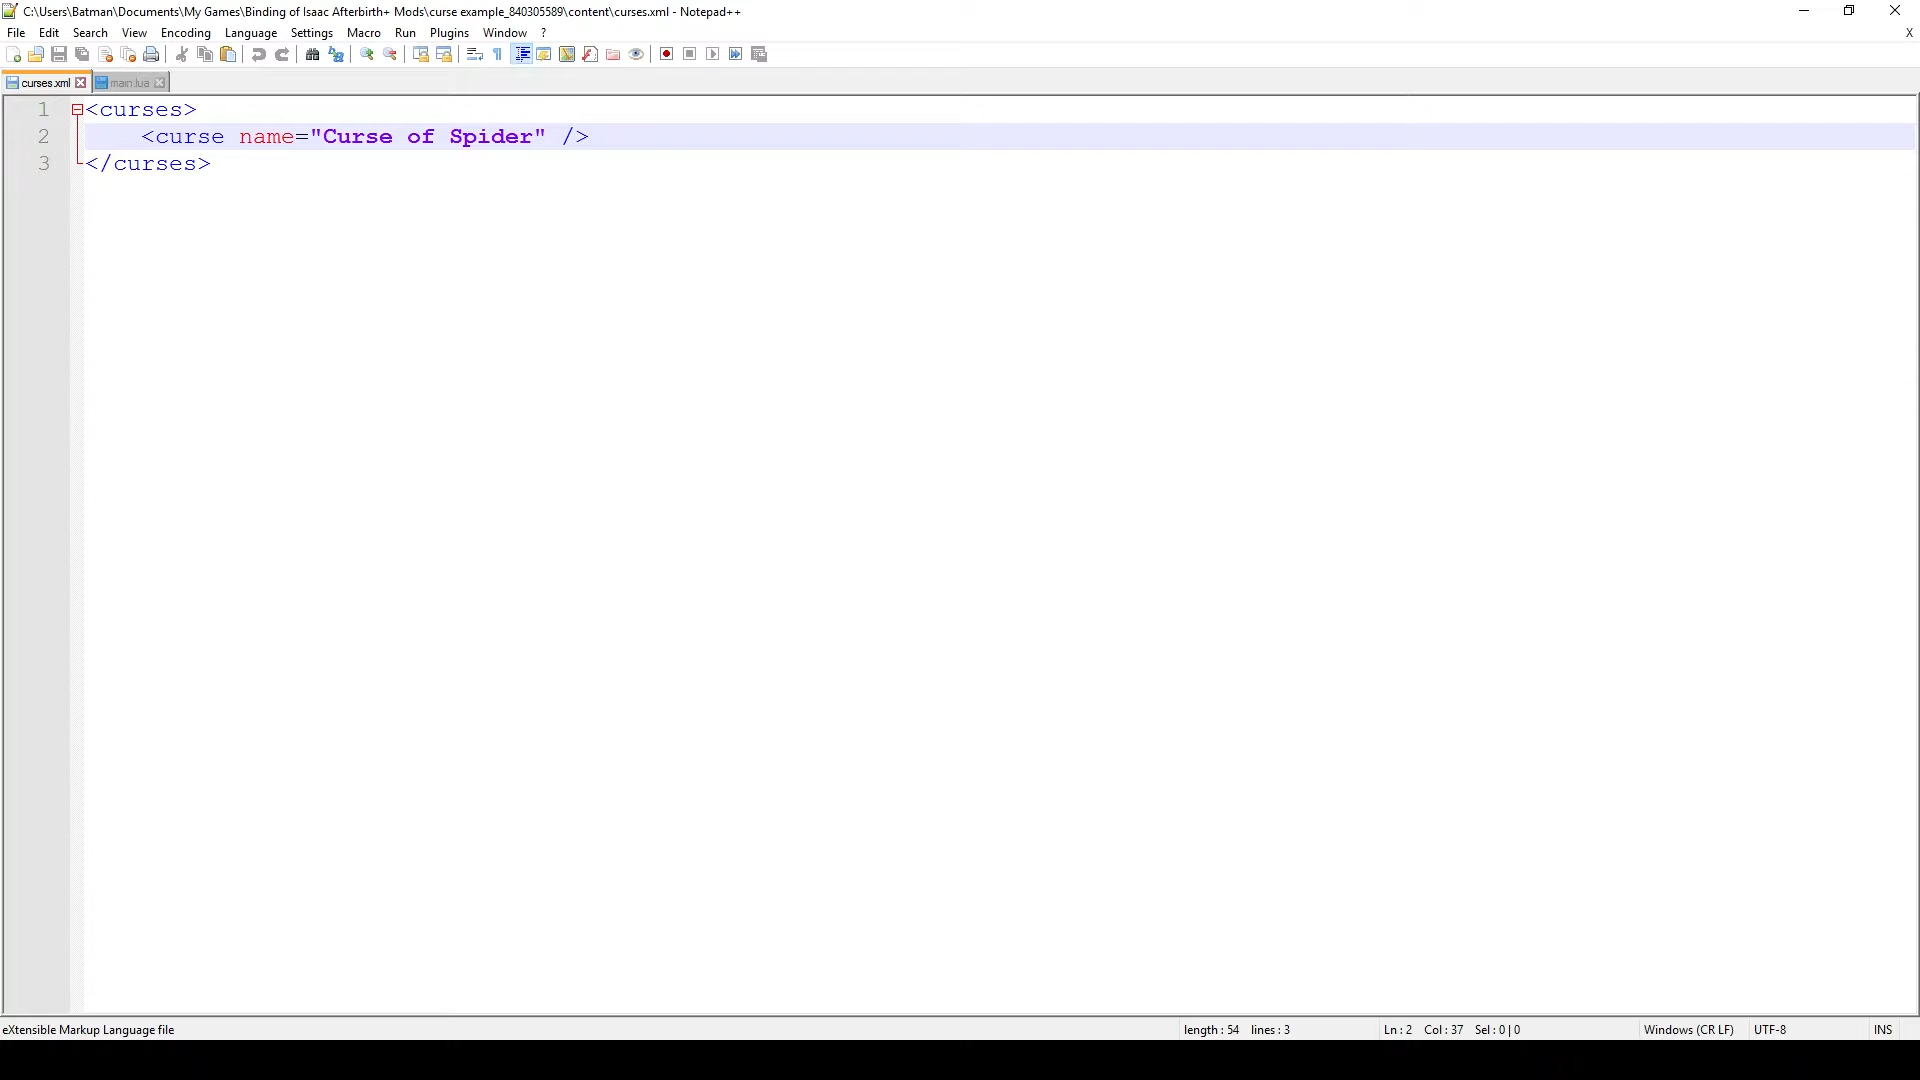 C:\Users\Batman\Documents\My Games\Binding of Isaac Afterbirth+ Mods\curse example_840305589\content\curses.xml - Notepad++
File Edit Search View Encoding Language Settings Macro Run Plugins Window ? X
curses.xml main.lua
1 <curses>
2 <curse name="Curse of Spider" />
3 </curses>
eXtensible Markup Language file length : 54 lines : 3 Ln : 2 Col : 37 Sel : 0 | 0 Windows (CR LF) UTF-8 INS